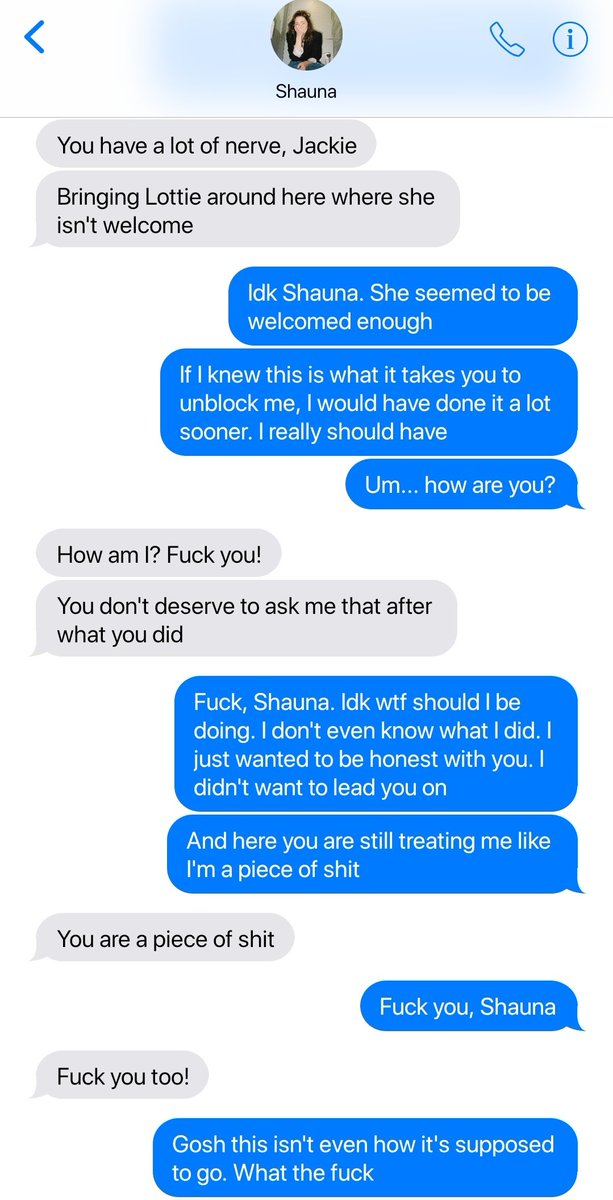 Shauna
You have a lot of nerve, Jackie
Bringing Lottie around here where she
isn't welcome
Idk Shauna. She seemed to be
welcomed enough
If I knew this is what it takes you to
unblock me, I would have done it a lot
sooner. I really should have
Um... how are you?
How am I? Fuck you!
You don't deserve to ask me that after
what you did
Fuck, Shauna. Idk wtf should I be
doing. I don't even know what I did. I
just wanted to be honest with you. I
didn't want to lead you on
And here you are still treating me like
I'm a piece of shit
You are a piece of shit
Fuck you, Shauna
Fuck you too!
Gosh this isn't even how it's supposed
to go. What the fuck